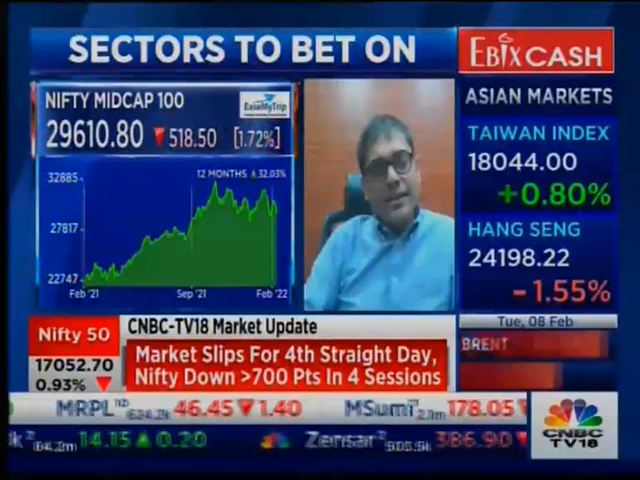 SECTORS TO BET ON
EbixCASH
NIFTY MIDCAP 100
EaseMyTrip
29610.80 ▼518.50 [1.72%]
12 MONTHS ▲32.03%
32885
27817
22747
Feb '21 Sep '21 Feb '22
ASIAN MARKETS
TAIWAN INDEX
18044.00
+0.80%
HANG SENG
24198.22
-1.55%
Tue, 08 Feb
BRENT
Nifty 50
17052.70
0.93% ▼
CNBC-TV18 Market Update
Market Slips For 4th Straight Day,
Nifty Down >700 Pts In 4 Sessions
MRPL 624.2k 46.45 ▼1.40 MSumi 2.1m 178.05 ▼
14.15 ▲ 0.20 Zensar 386.90 ▼
CNBC
TV18